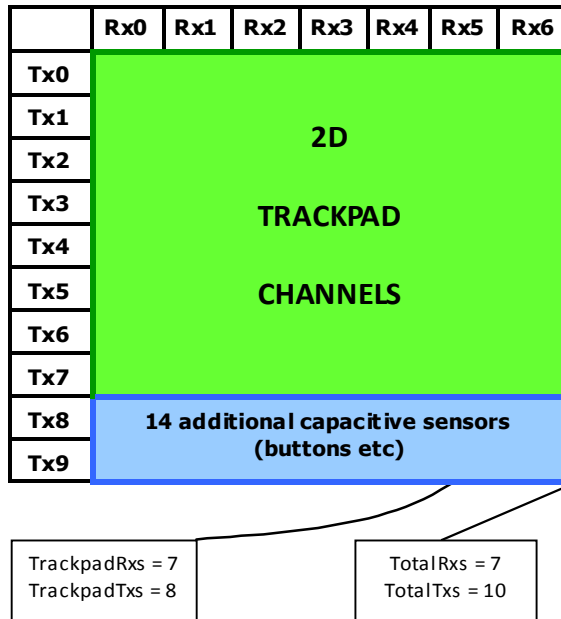 Rx0 Rx1 Rx2 Rx3 Rx4 Rx5 Rx6
Tx0
Tx1
Tx2
Tx3
Tx4
Tx5
Tx6
Tx7
Tx8
Tx9
2D
TRACKPAD
CHANNELS
14 additional capacitive sensors
(buttons etc)
TrackpadRxs = 7
TrackpadTxs = 8
TotalRxs = 7
TotalTxs = 10